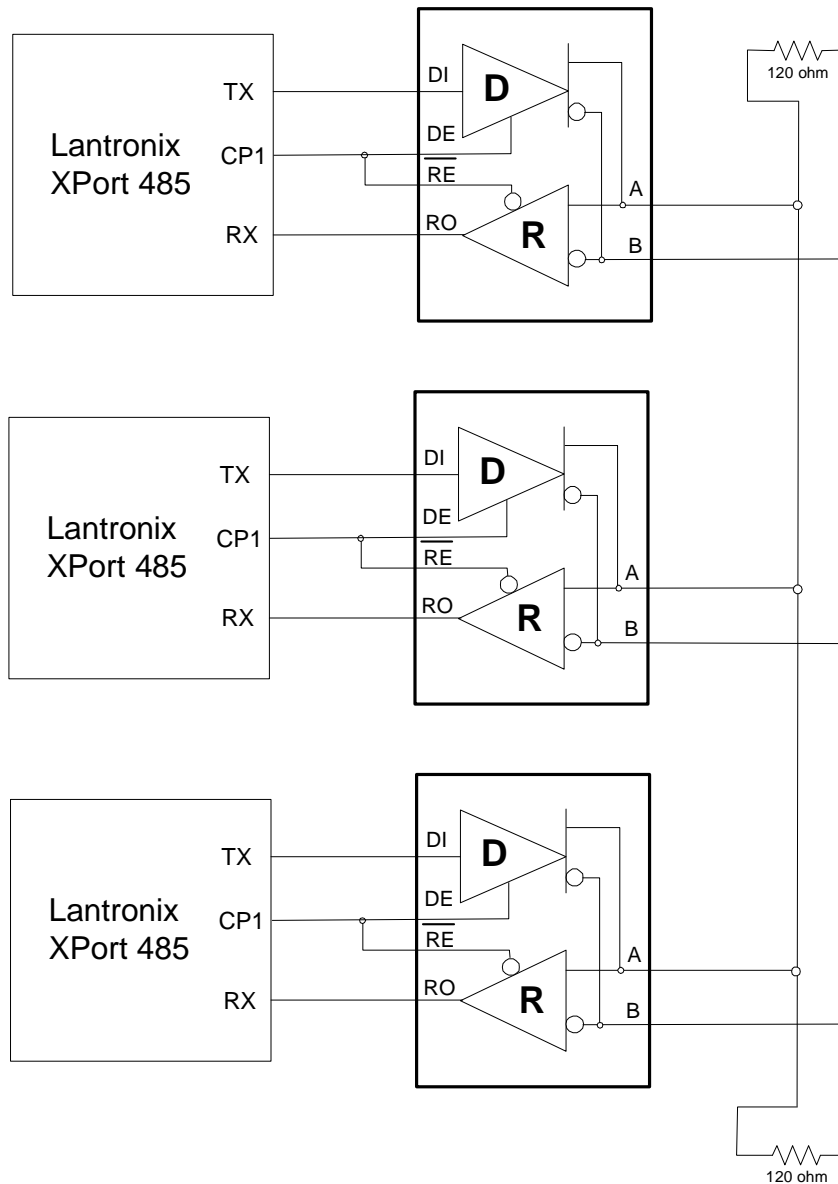 120 ohm
Lantronix
XPort 485
TX
CP1
RX
DI
DE
RE
RO
D
R
A
B
Lantronix
XPort 485
TX
CP1
RX
DI
DE
RE
RO
D
R
A
B
Lantronix
XPort 485
TX
CP1
RX
DI
DE
RE
RO
D
R
A
B
120 ohm